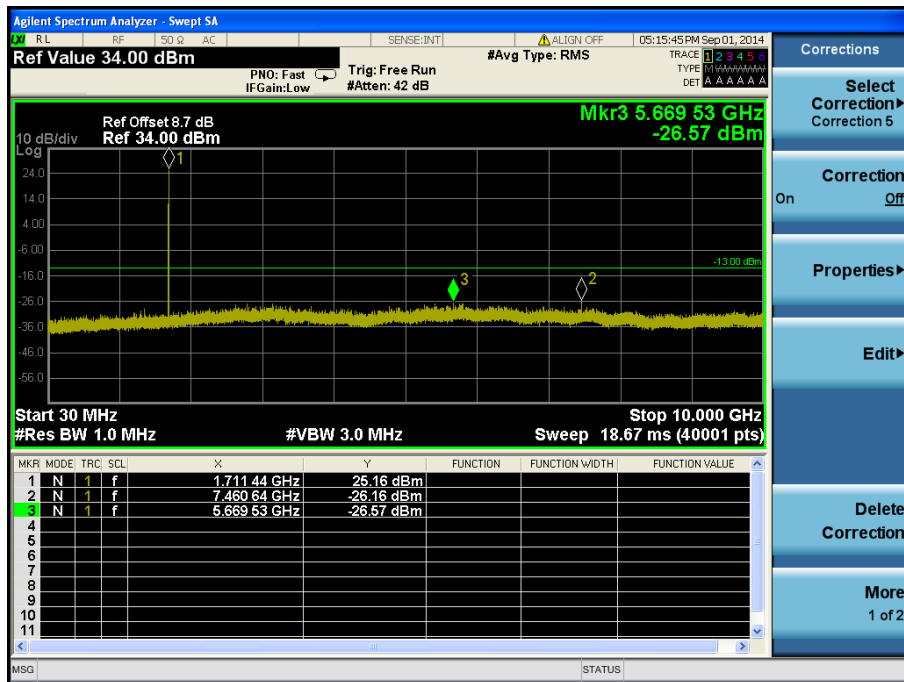 Agilent Spectrum Analyzer - Swept SA
LXI RL RF 50 Ω AC SENSE:INT ALIGN OFF 05:15:45 PM Sep 01, 2014
Ref Value 34.00 dBm
PNO: Fast
IFGain:Low
Trig: Free Run
#Atten: 42 dB
#Avg Type: RMS
TRACE 1 2 3 4 5 6
TYPE M WWWWW
DET A A A A A A
Mkr3 5.669 53 GHz
-26.57 dBm
Ref Offset 8.7 dB
10 dB/div Ref 34.00 dBm
Log
24.0
14.0
4.00
-6.00
-16.0
-26.0
-36.0
-46.0
-56.0
1
3
2
-13.00 dBm
Start 30 MHz Stop 10.000 GHz
#Res BW 1.0 MHz #VBW 3.0 MHz Sweep 18.67 ms (40001 pts)
MKR MODE TRC SCL X Y FUNCTION FUNCTION WIDTH FUNCTION VALUE
1 N 1 f 1.711 44 GHz 25.16 dBm
2 N 1 f 7.460 64 GHz -26.16 dBm
3 N 1 f 5.669 53 GHz -26.57 dBm
4
5
6
7
8
9
10
11
MSG STATUS
Corrections
Select
Correction
Correction 5
Correction
On Off
Properties
Edit
Delete
Correction
More
1 of 2